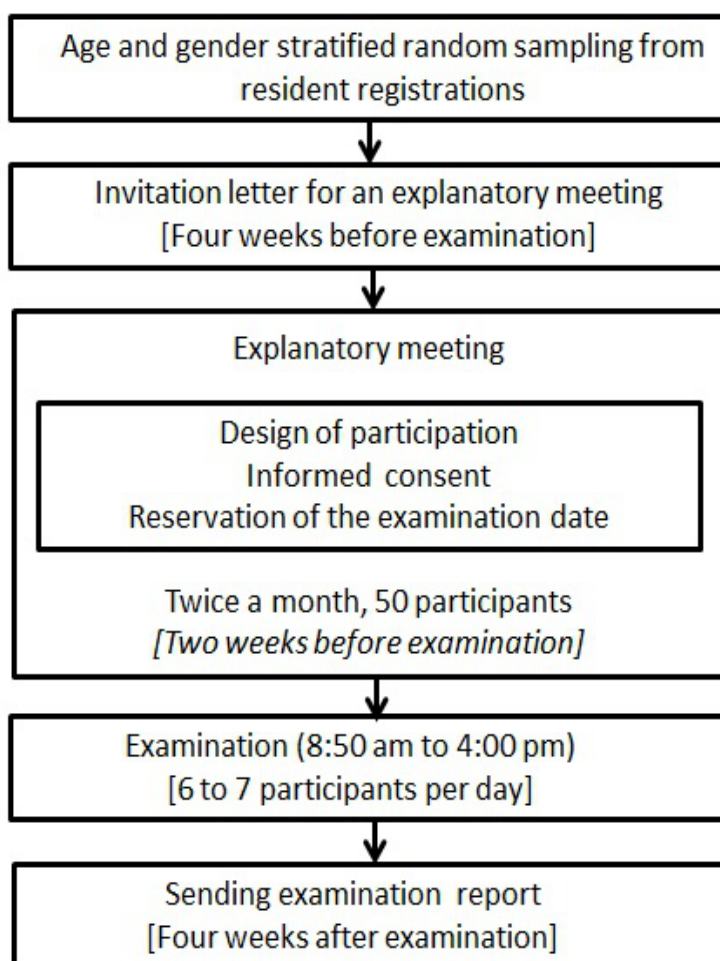 Age and gender stratified random sampling from
resident registrations
Invitation letter for an explanatory meeting
[Four weeks before examination]
Explanatory meeting
Design of participation
Informed consent
Reservation of the examination date
Twice a month, 50 participants
[Two weeks before examination]
Examination (8:50 am to 4:00 pm)
[6 to 7 participants per day]
Sending examination report
[Four weeks after examination]